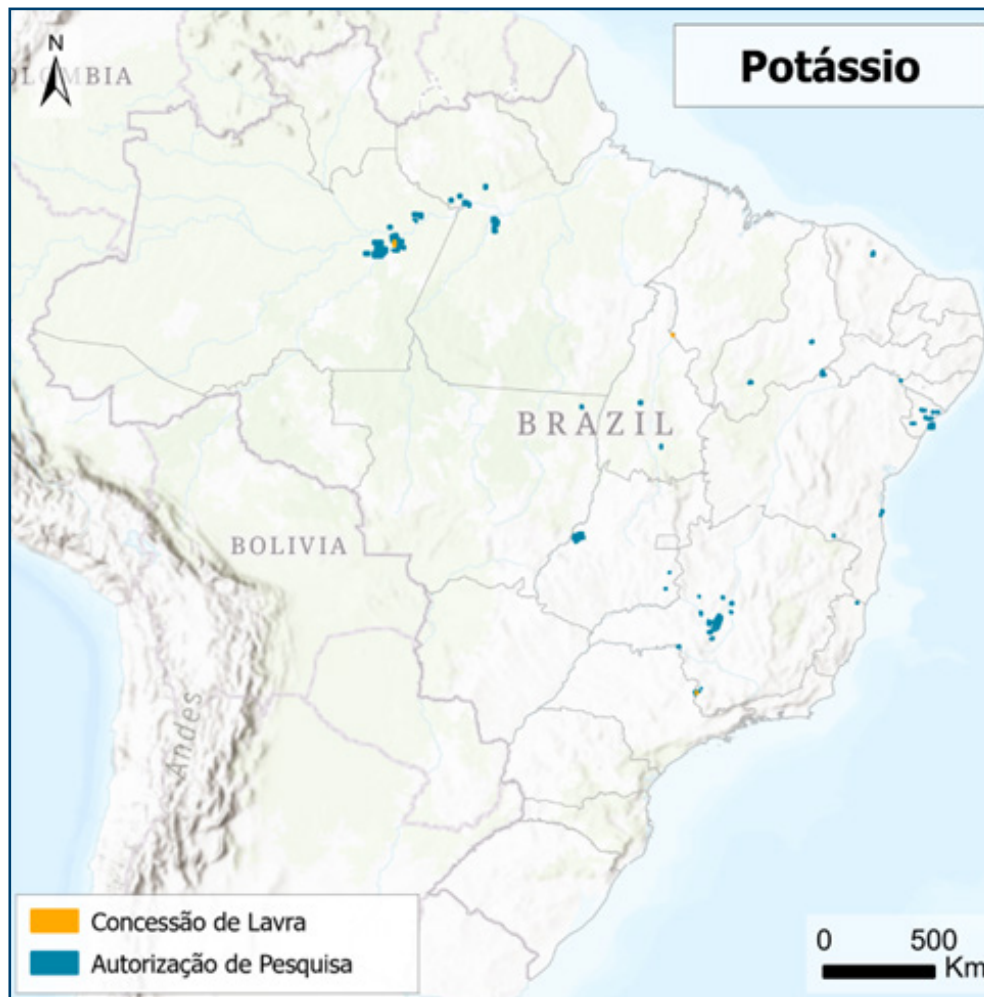 Potássio
N
OLOMBIA
BRAZIL
BOLIVIA
Andes
Concessão de Lavra
Autorização de Pesquisa
0 500
Km